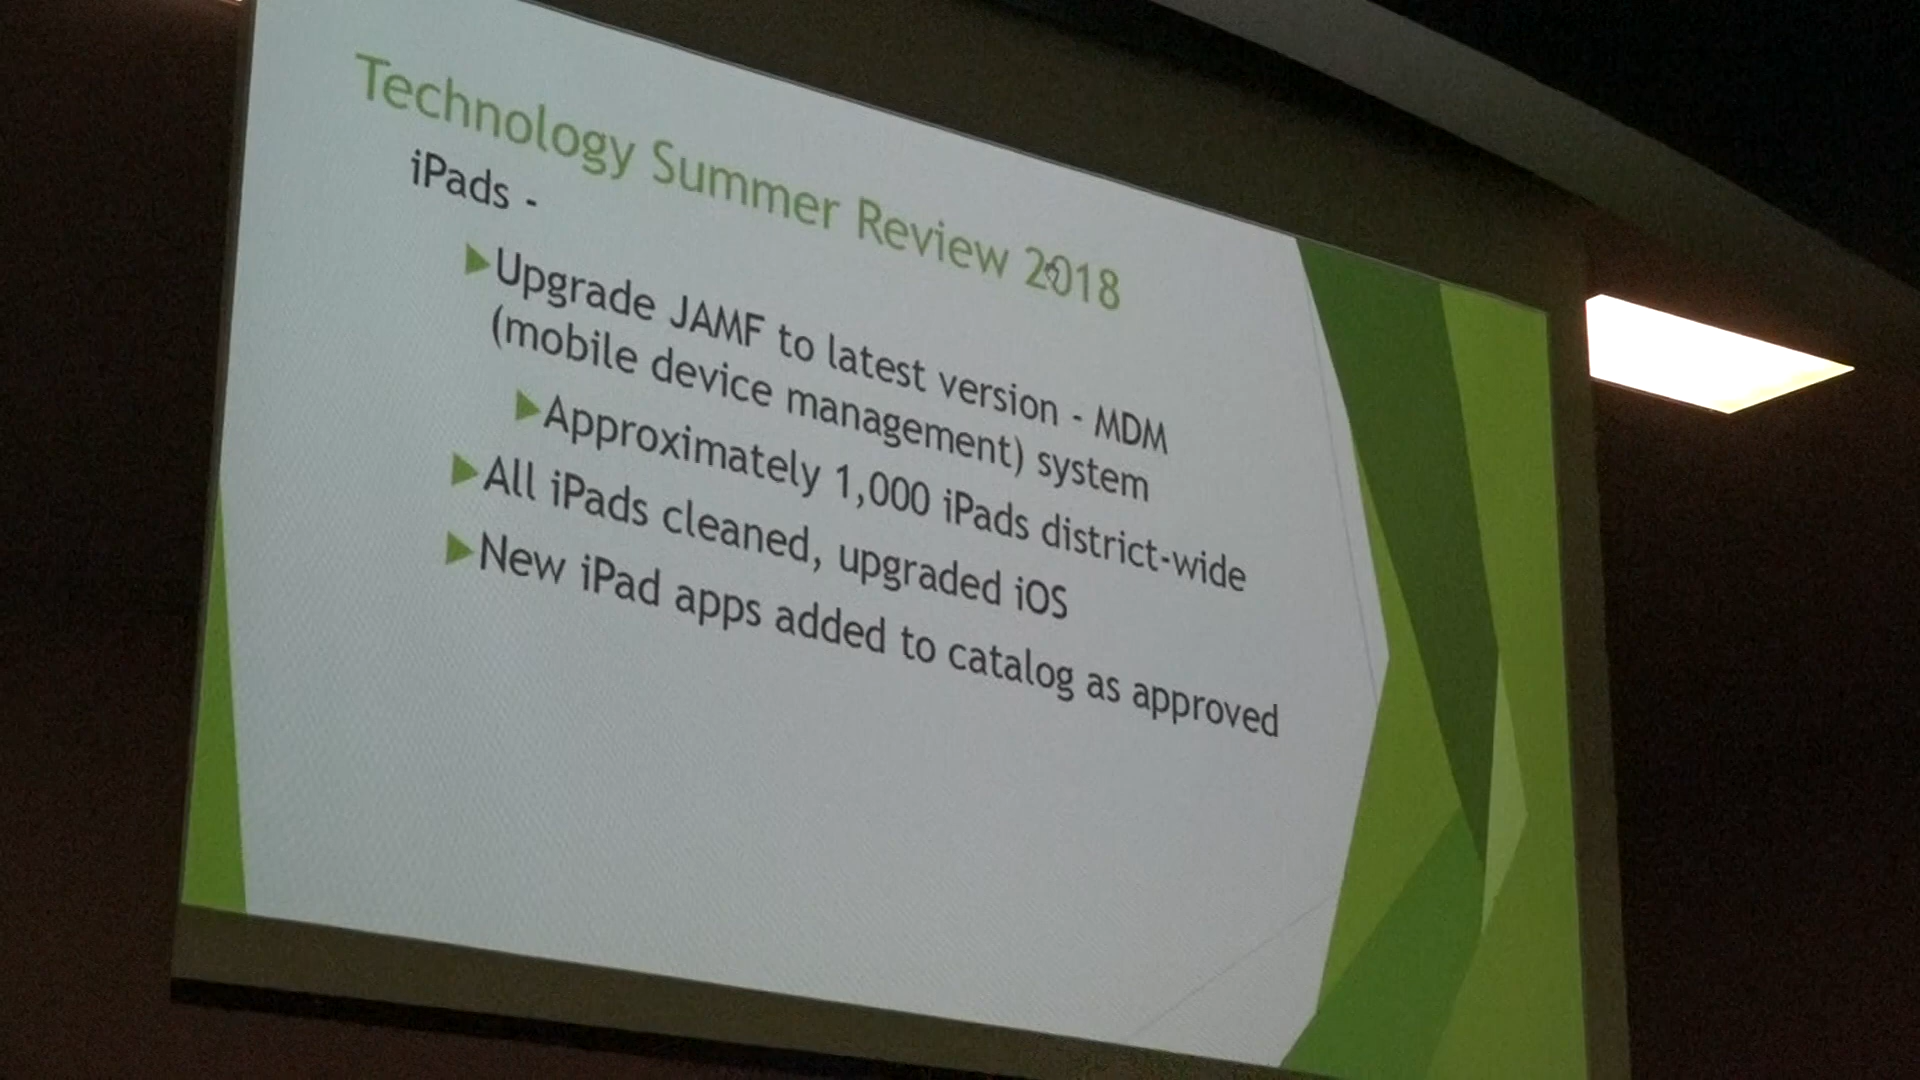 Technology Summer Review 2018
iPads -
Upgrade JAMF to latest version - MDM
(mobile device management) system
Approximately 1,000 iPads district-wide
All iPads cleaned, upgraded iOS
New iPad apps added to catalog as approved